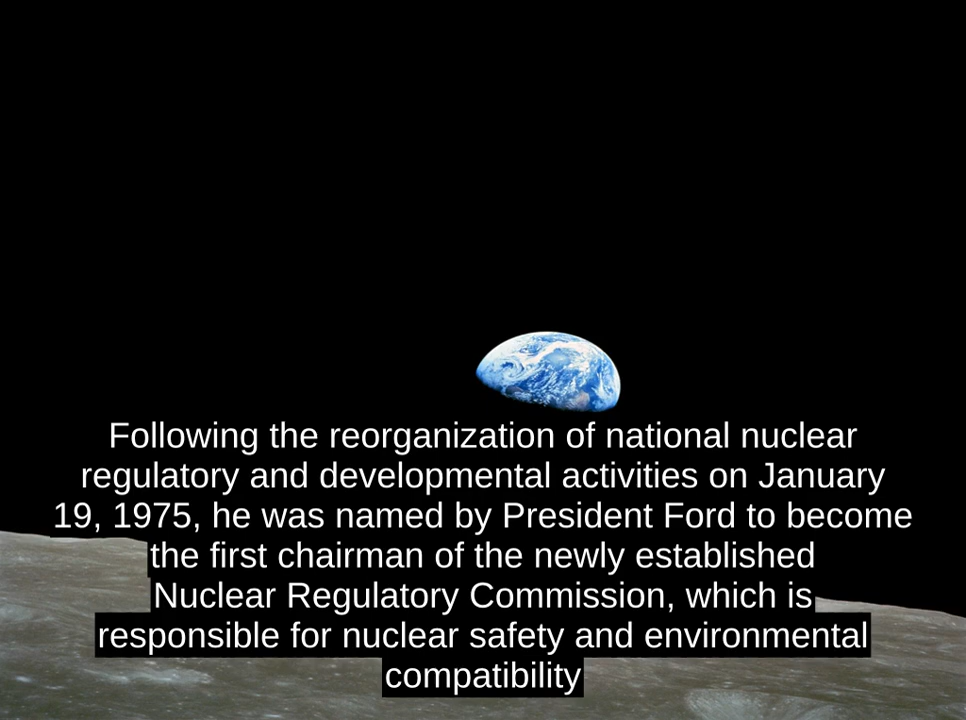 Following the reorganization of national nuclear
regulatory and developmental activities on January
19, 1975, he was named by President Ford to become
the first chairman of the newly established
Nuclear Regulatory Commission, which is
responsible for nuclear safety and environmental
compatibility